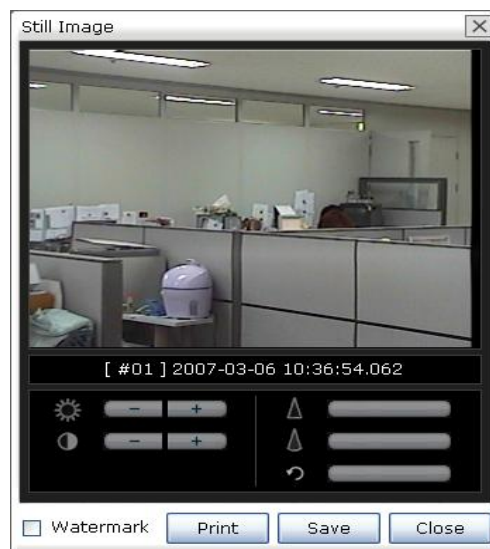 Still Image
[ #01 ] 2007-03-06 10:36:54.062
− +
− +
Watermark Print Save Close